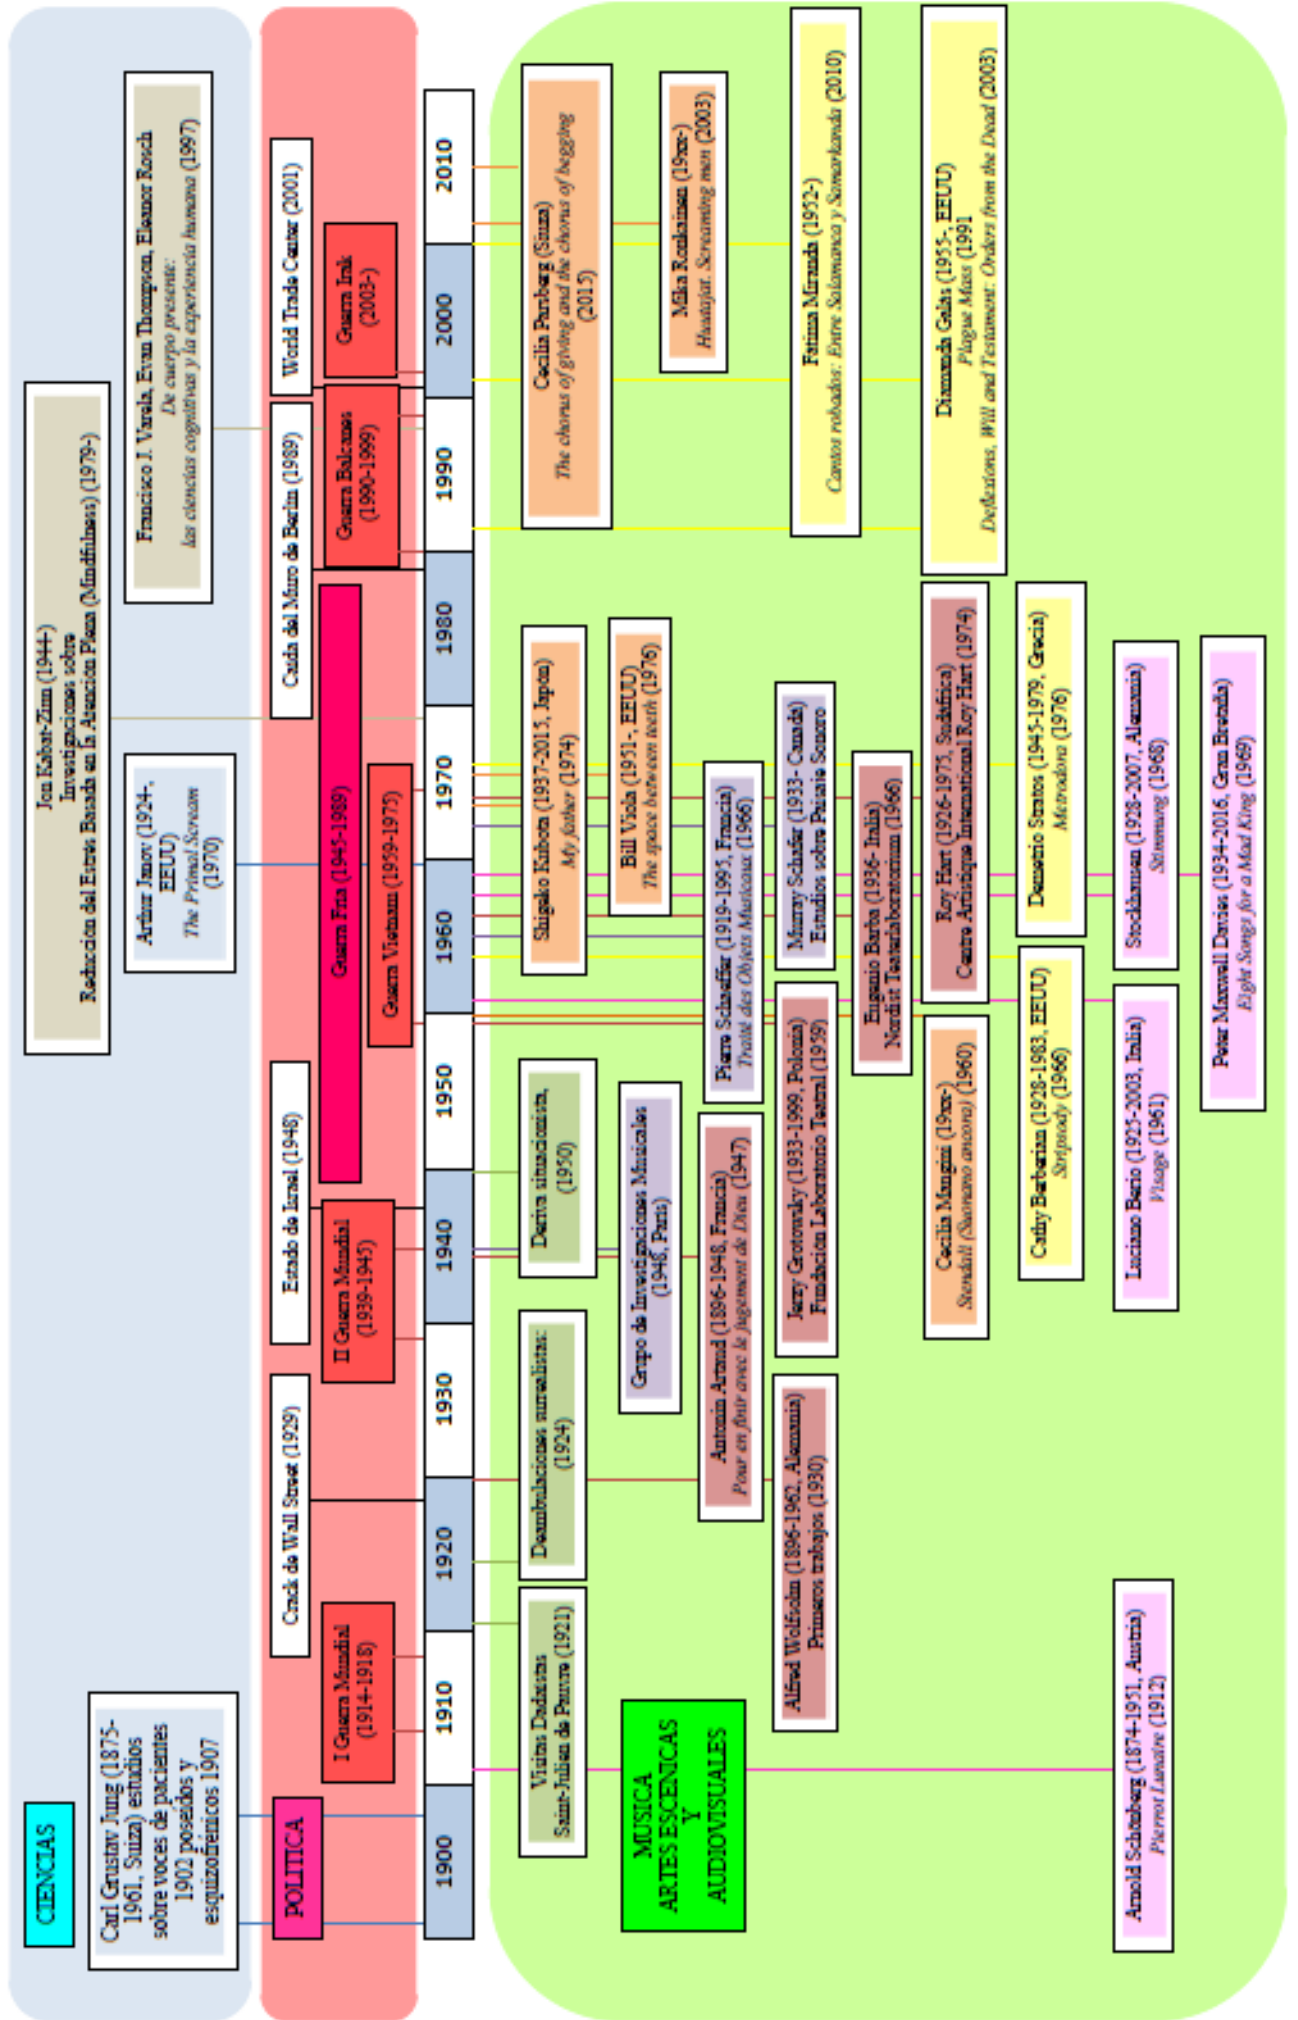 CIENCIAS
Carl Grustav Jung (1875-
1961, Suiza) estudios
sobre voces de pacientes
1902 poseídos y
esquizofrénicos 1907
Arthur Janov (1924-,
EEUU)
The Primal Scream
(1970)
Jon Kabat-Zinn (1944-)
Investigaciones sobre
Reducción del Estrés Basada en la Atención Plena (Mindfulness) (1979-)
Francisco J. Varela, Evan Thompson, Eleanor Rosch
De cuerpo presente:
las ciencias cognitivas y la experiencia humana (1997)
POLITICA
Crack de Wall Street (1929)
Estado de Israel (1948)
Caida del Muro de Berlin (1989)
World Trade Center (2001)
I Guerra Mundial
(1914-1918)
II Guerra Mundial
(1939-1945)
Guerra Fria (1945-1989)
Guerra Vietnam (1959-1975)
Guerra Balcanes
(1990-1999)
Guerra Irak
(2003-)
1900
1910
1920
1930
1940
1950
1960
1970
1980
1990
2000
2010
MUSICA
ARTES ESCENICAS
Y
AUDIOVISUALES
Visitas Dadaistas
Saint-Julien de Pauvre (1921)
Deambulaciones surrealistas:
(1924)
Deriva situacionista,
(1950)
Shigeko Kubota (1937-2015, Japón)
My father (1974)
Cecilia Parsberg (Siuza)
The chorus of giving and the chorus of begging
(2015)
Grupo de Investigaciones Musicales
(1948, Paris)
Bill Viola (1951-, EEUU)
The space between teeth (1976)
Mika Ronkainen (19xx-)
Huutajat. Screaming men (2003)
Antonin Artaud (1896-1948, Francia)
Pour en finir avec le jugement de Dieu (1947)
Pierre Schaeffer (1919-1995, Francia)
Traité des Objets Musicaux (1966)
Alfred Wolfsohn (1896-1962, Alemania)
Primeros trabajos (1930)
Jerzy Grotowsky (1933-1999, Polonia)
Fundación Laboratorio Teatral (1959)
Murray Schafer (1933- Canada)
Estudios sobre Paisaje Sonoro
Fatima Miranda (1952-)
Cantos robados: Entre Salamanca y Samarkanda (2010)
Eugenio Barba (1936- Italia)
Nordist Teaterlaboratorium (1966)
Cecilia Mangini (19xx-)
Stendalì (Suonano ancora) (1960)
Roy Hart (1926-1975, Sudáfrica)
Centre Artistique International Roy Hart (1974)
Diamanda Galas (1955-, EEUU)
Plague Mass (1991
Defixions, Will and Testament: Orders from the Dead (2003)
Cathy Berberian (1928-1983, EEUU)
Stripsody (1966)
Demetrio Stratos (1945-1979, Grecia)
Metrodora (1976)
Arnold Schönberg (1874-1951, Austria)
Pierrot Lunaire (1912)
Luciano Berio (1925-2003, Italia)
Visage (1961)
Stockhausen (1928-2007, Alemania)
Stimmung (1968)
Peter Maxwell Davies (1934-2016, Gran Bretaña)
Eight Songs for a Mad King (1969)